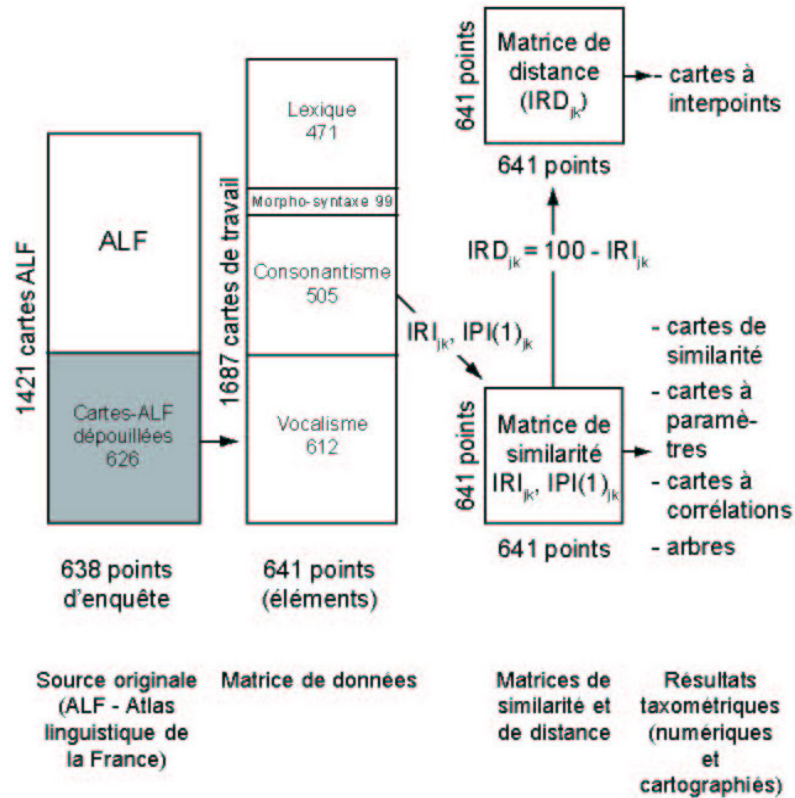 1421 cartes ALF
ALF
Cartes-ALF
dépouillées
626
638 points
d'enquête
1687 cartes de travail
Lexique
471
Morpho-syntaxe 99
Consonantisme
505
Vocalisme
612
641 points
(éléments)
IRIjk, IPI(1)jk
641 points
Matrice de
distance
(IRDjk)
641 points
- cartes à
interpoints
IRDjk = 100 - IRIjk
641 points
Matrice de
similarité
IRIjk, IPI(1)jk
641 points
- cartes de
similarité
- cartes à
paramè-
tres
- cartes à
corrélations
- arbres
Source originale
(ALF - Atlas
linguistique de
la France)
Matrice de données
Matrices de
similarité et
de distance
Résultats
taxométriques
(numériques
et
cartographiés)